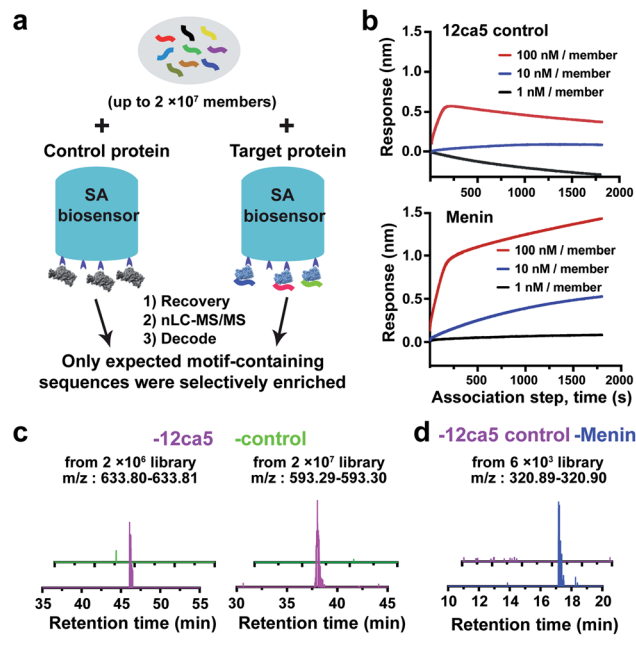 a
(up to 2 ×10⁷ members)
+ +
Control protein Target protein
SA biosensor SA biosensor
1) Recovery
2) nLC-MS/MS
3) Decode
Only expected motif-containing
sequences were selectively enriched
b
12ca5 control
Response (nm)
1.5
1.0
0.5
0.0
100 nM / member
10 nM / member
1 nM / member
500 1000 1500 2000
Menin
Response (nm)
1.5
1.0
0.5
0.0
100 nM / member
10 nM / member
1 nM / member
500 1000 1500 2000
Association step, time (s)
c
-12ca5 -control
from 2 ×10⁶ library
m/z : 633.80-633.81
35 45 55
Retention time (min)
from 2 ×10⁷ library
m/z : 593.29-593.30
30 35 40 45
Retention time (min)
d
-12ca5 control -Menin
from 6 ×10³ library
m/z : 320.89-320.90
10 12 14 16 18 20
Retention time (min)